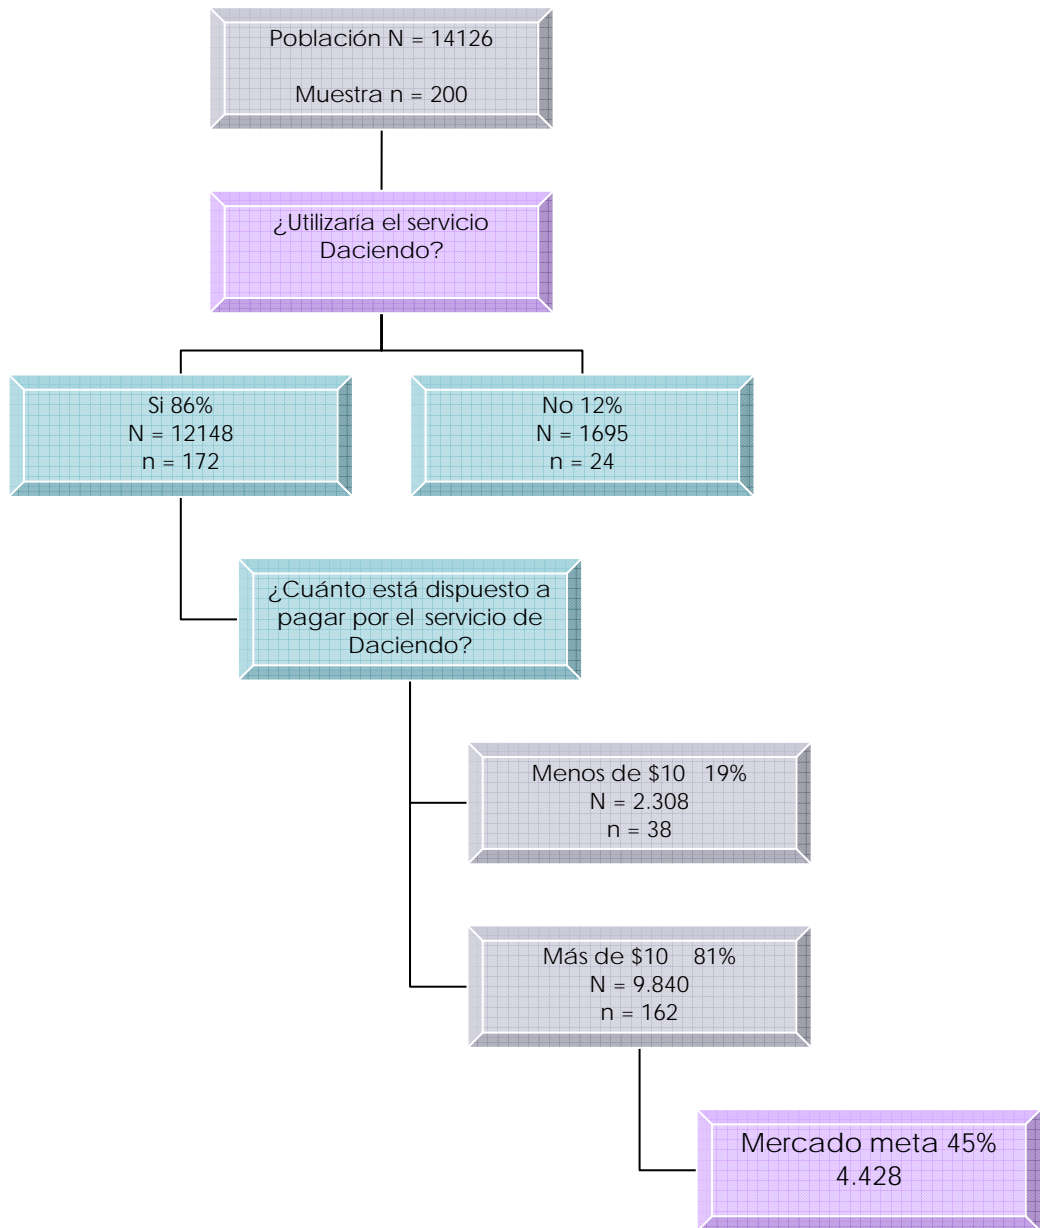 Población N = 14126
Muestra n = 200
¿Utilizaría el servicio
Daciendo?
Si 86%
N = 12148
n = 172
No 12%
N = 1695
n = 24
¿Cuánto está dispuesto a
pagar por el servicio de
Daciendo?
Menos de $10 19%
N = 2.308
n = 38
Más de $10 81%
N = 9.840
n = 162
Mercado meta 45%
4.428